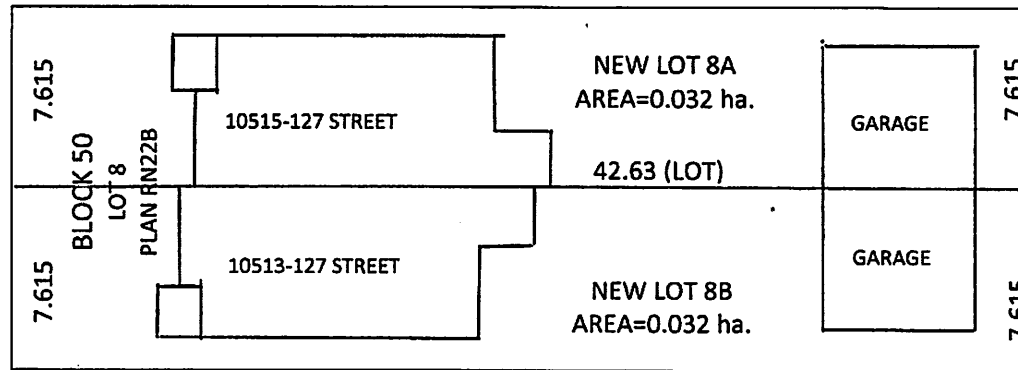 7.615
BLOCK 50
LOT 8
PLAN RN22B
7.615
10515-127 STREET
NEW LOT 8A
AREA=0.032 ha.
GARAGE
7.615
42.63 (LOT)
10513-127 STREET
NEW LOT 8B
AREA=0.032 ha.
GARAGE
7.615